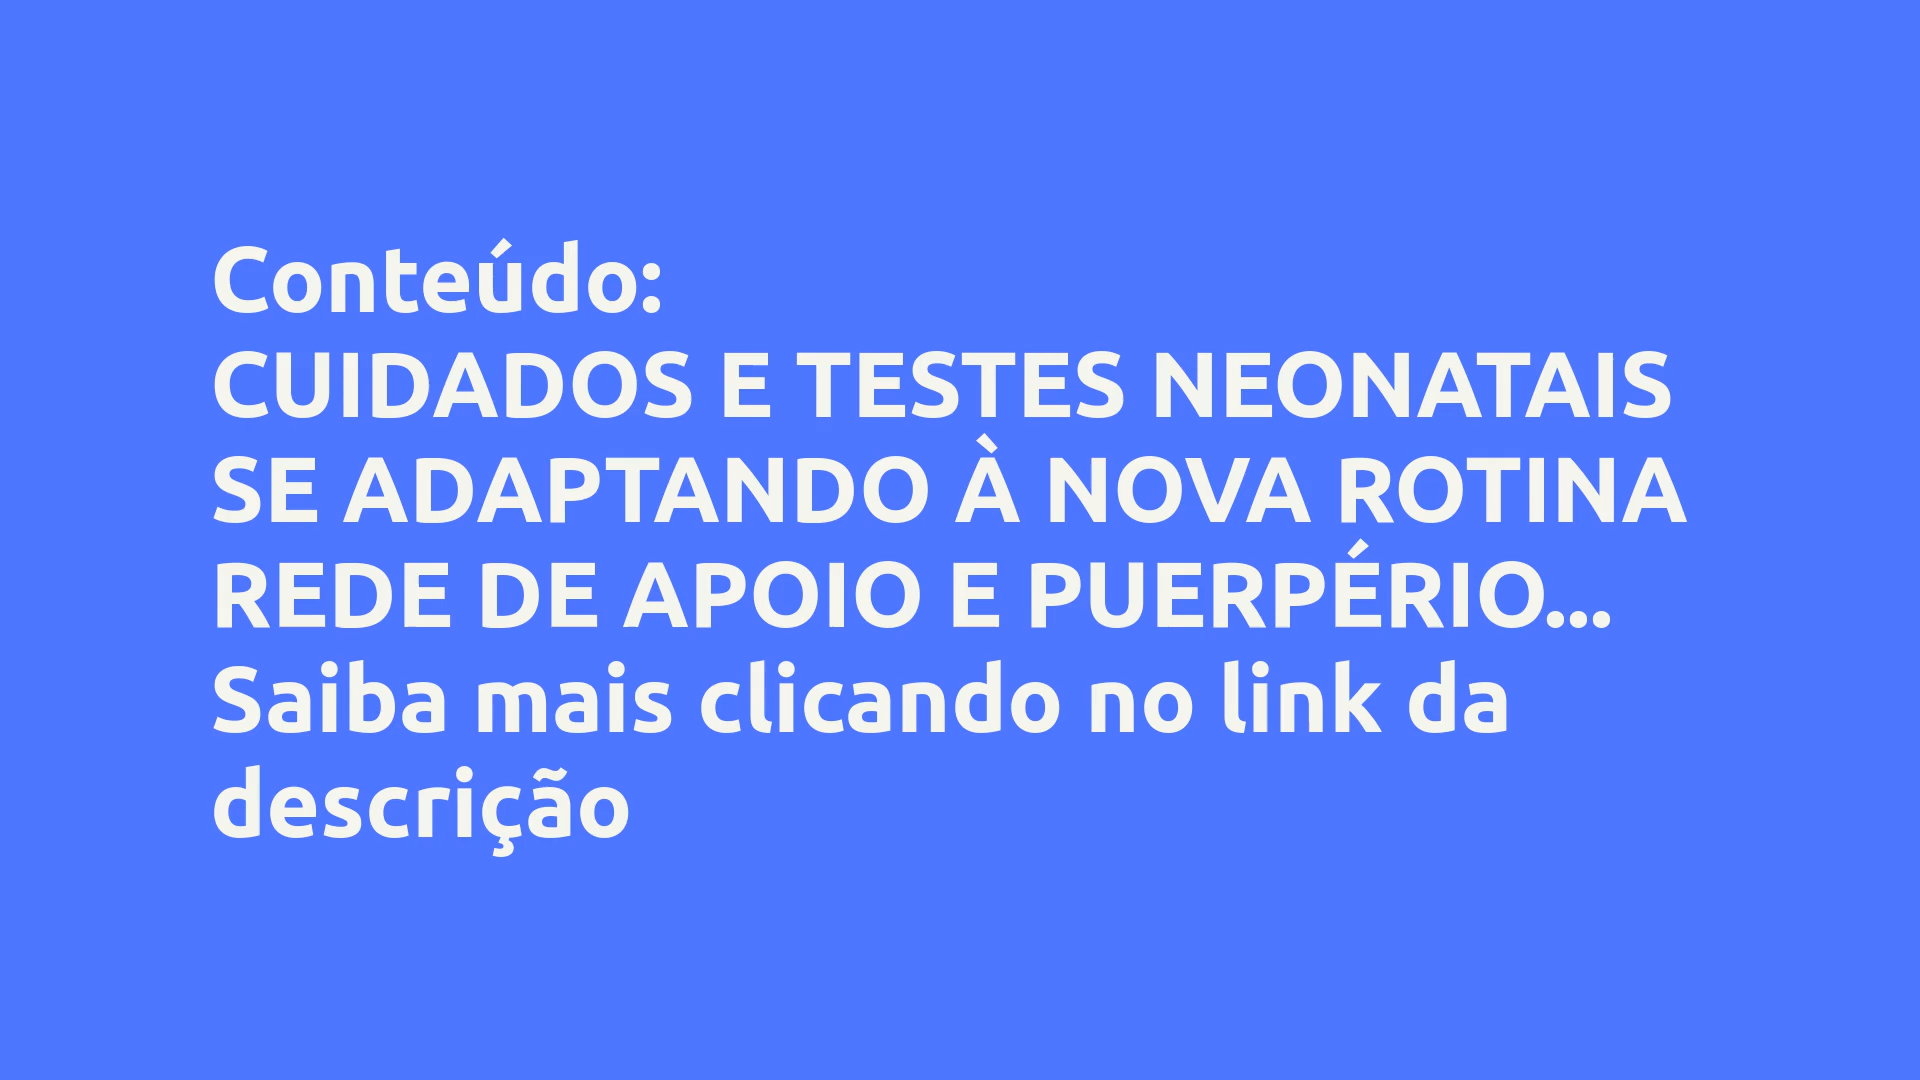 Conteúdo:
CUIDADOS E TESTES NEONATAIS
SE ADAPTANDO À NOVA ROTINA
REDE DE APOIO E PUERPÉRIO...
Saiba mais clicando no link da
descrição